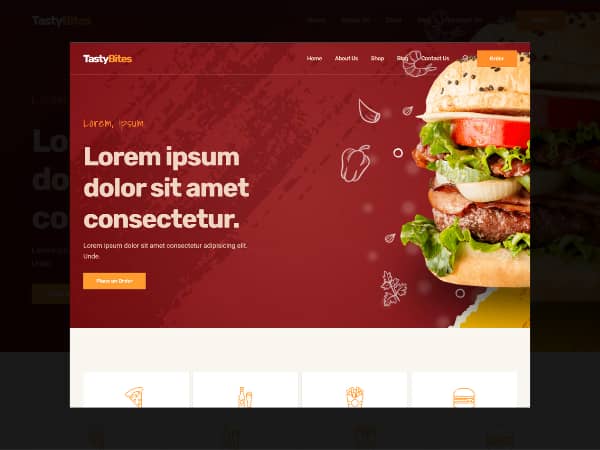 TastyBites
Home About Us Shop Blog Contact Us Order
Lorem, ipsum.
Lorem ipsum
dolor sit amet
consectetur.
Lorem ipsum dolor sit amet consectetur adipisicing elit.
Unde.
Place an Order